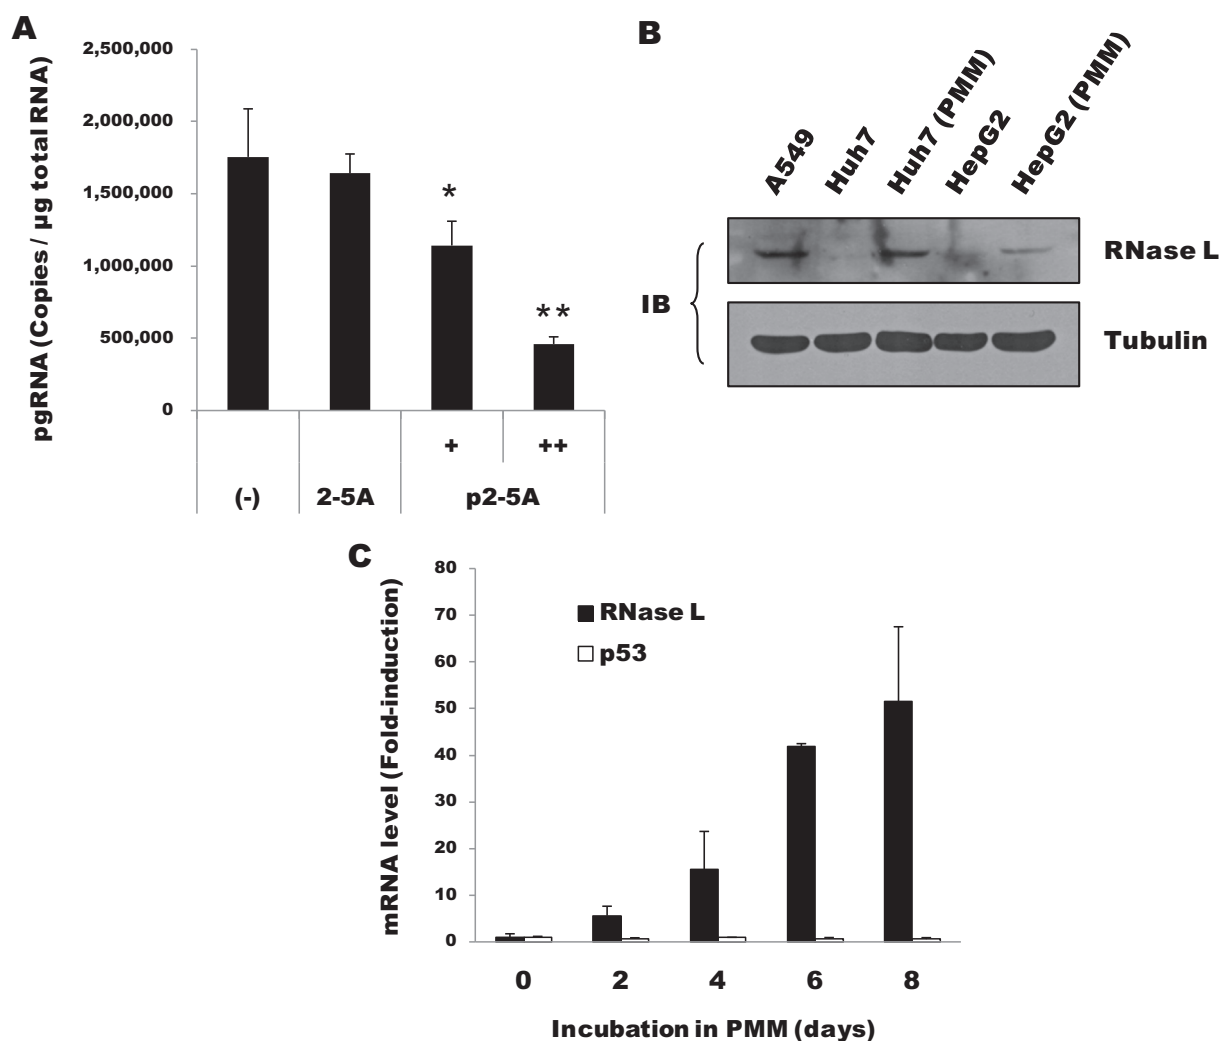 A
pgRNA (Copies / µg total RNA)
2,500,000
2,000,000
1,500,000
1,000,000
500,000
0
*
**
+
++
(-)
2-5A
p2-5A
B
A549
Huh7
Huh7 (PMM)
HepG2
HepG2 (PMM)
IB
RNase L
Tubulin
C
mRNA level (Fold-induction)
80
70
60
50
40
30
20
10
0
RNase L
p53
0 2 4 6 8
Incubation in PMM (days)